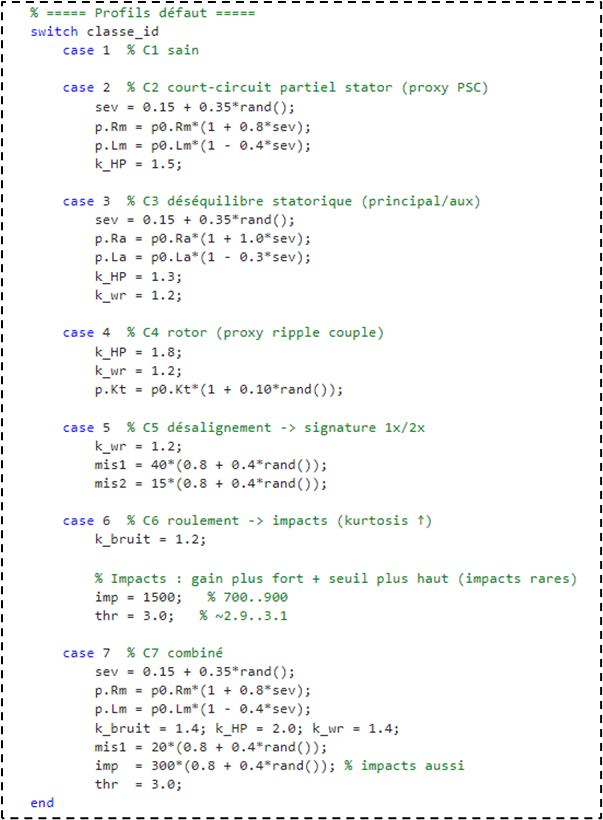 % ===== Profils défaut =====
switch classe_id
    case 1  % C1 sain

    case 2  % C2 court-circuit partiel stator (proxy PSC)
        sev = 0.15 + 0.35*rand();
        p.Rm = p0.Rm*(1 + 0.8*sev);
        p.Lm = p0.Lm*(1 - 0.4*sev);
        k_HP = 1.5;

    case 3  % C3 déséquilibre statorique (principal/aux)
        sev = 0.15 + 0.35*rand();
        p.Ra = p0.Ra*(1 + 1.0*sev);
        p.La = p0.La*(1 - 0.3*sev);
        k_HP = 1.3;
        k_wr = 1.2;

    case 4  % C4 rotor (proxy ripple couple)
        k_HP = 1.8;
        k_wr = 1.2;
        p.Kt = p0.Kt*(1 + 0.10*rand());

    case 5  % C5 désalignement -> signature 1x/2x
        k_wr = 1.2;
        mis1 = 40*(0.8 + 0.4*rand());
        mis2 = 15*(0.8 + 0.4*rand());

    case 6  % C6 roulement -> impacts (kurtosis ↑)
        k_bruit = 1.2;

        % Impacts : gain plus fort + seuil plus haut (impacts rares)
        imp = 1500;   % 700..900
        thr = 3.0;   % ~2.9..3.1

    case 7  % C7 combiné
        sev = 0.15 + 0.35*rand();
        p.Rm = p0.Rm*(1 + 0.8*sev);
        p.Lm = p0.Lm*(1 - 0.4*sev);
        k_bruit = 1.4; k_HP = 2.0; k_wr = 1.4;
        mis1 = 20*(0.8 + 0.4*rand());
        imp  = 300*(0.8 + 0.4*rand()); % impacts aussi
        thr  = 3.0;
end